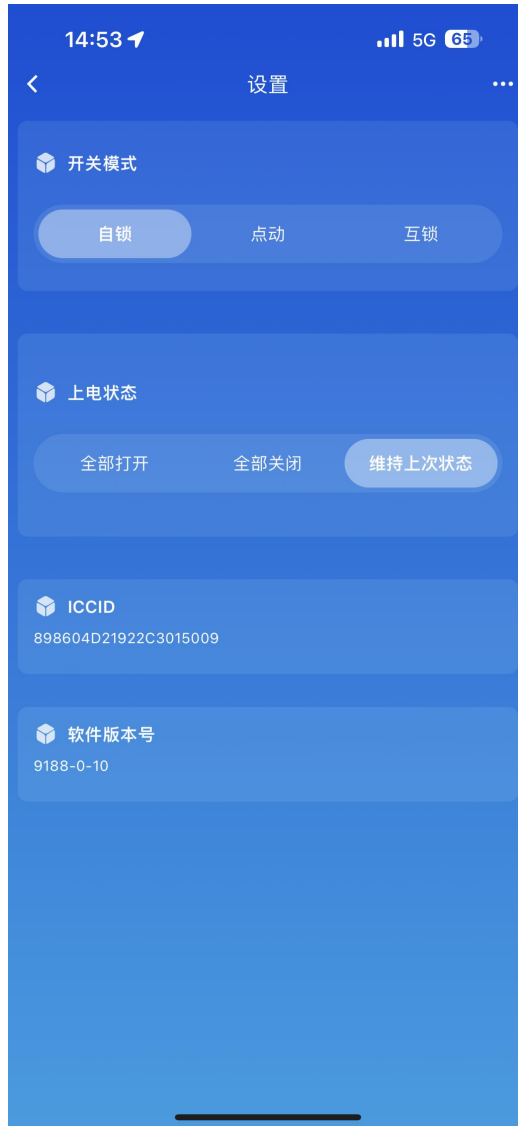 14:53 5G 65
设置
开关模式
自锁 点动 互锁
上电状态
全部打开 全部关闭 维持上次状态
ICCID
898604D21922C3015009
软件版本号
9188-0-10